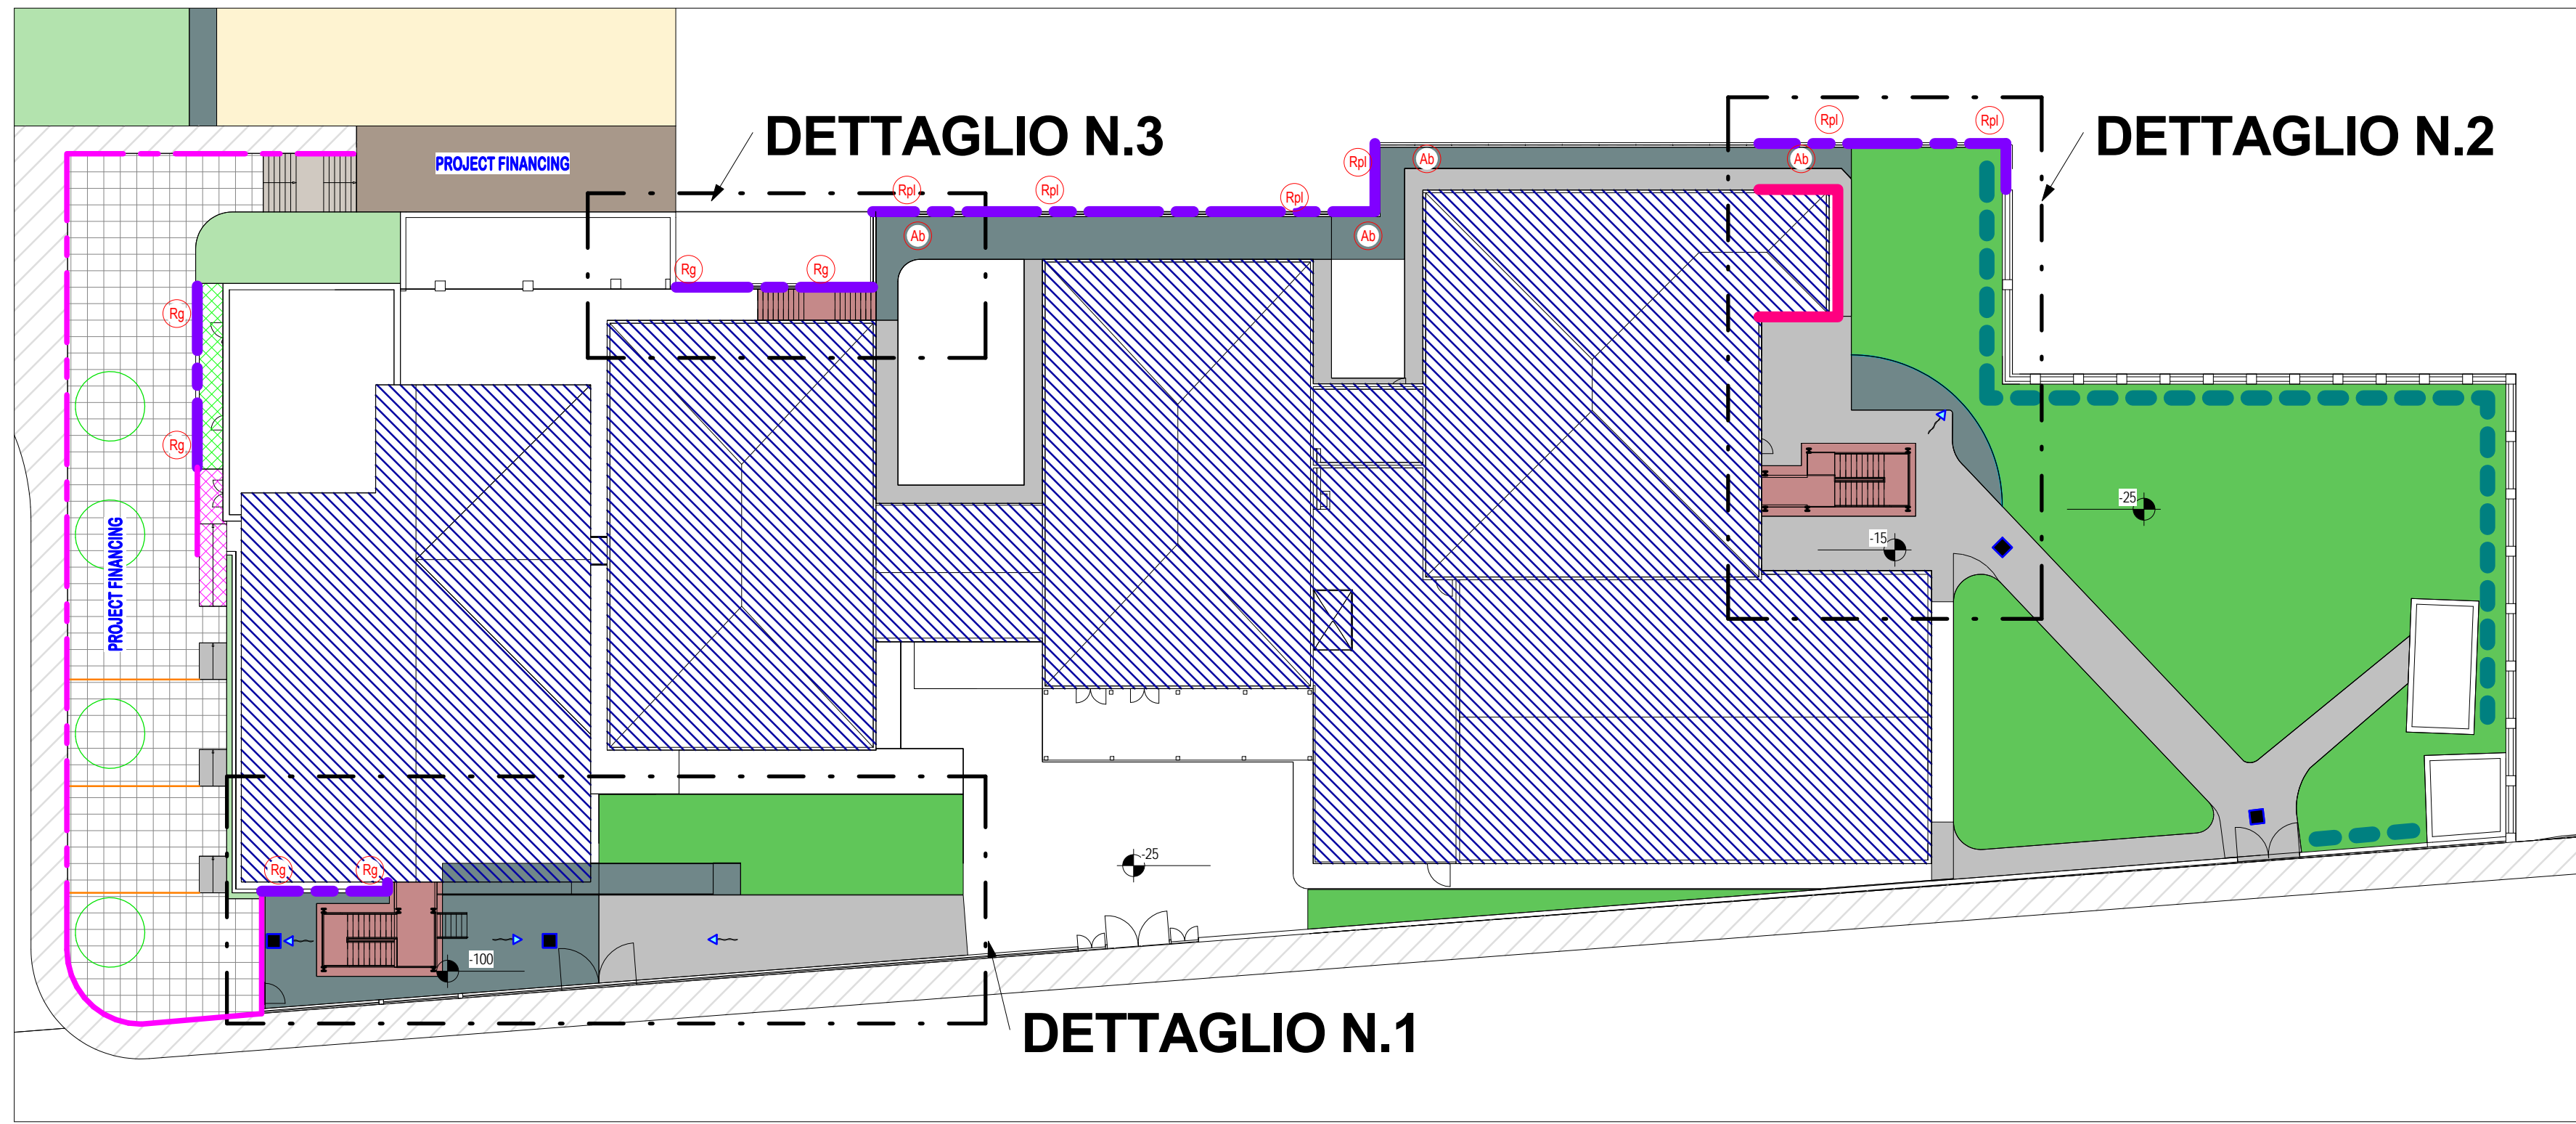 DETTAGLIO N.3
DETTAGLIO N.2
PROJECT FINANCING
Rpl
Rpl
Rpl
Ab
Ab
Rpl
Rpl
Rpl
Ab
Ab
Rg
Rg
Rg
Rg
-25
-15
PROJECT FINANCING
-25
Rg
Rg
-100
DETTAGLIO N.1